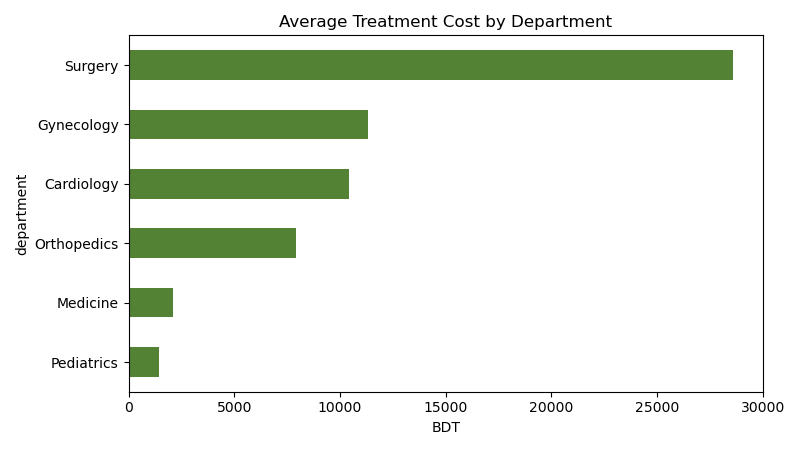 Average Treatment Cost by Department
Surgery
Gynecology
Cardiology
Orthopedics
Medicine
Pediatrics
department
0 5000 10000 15000 20000 25000 30000
BDT